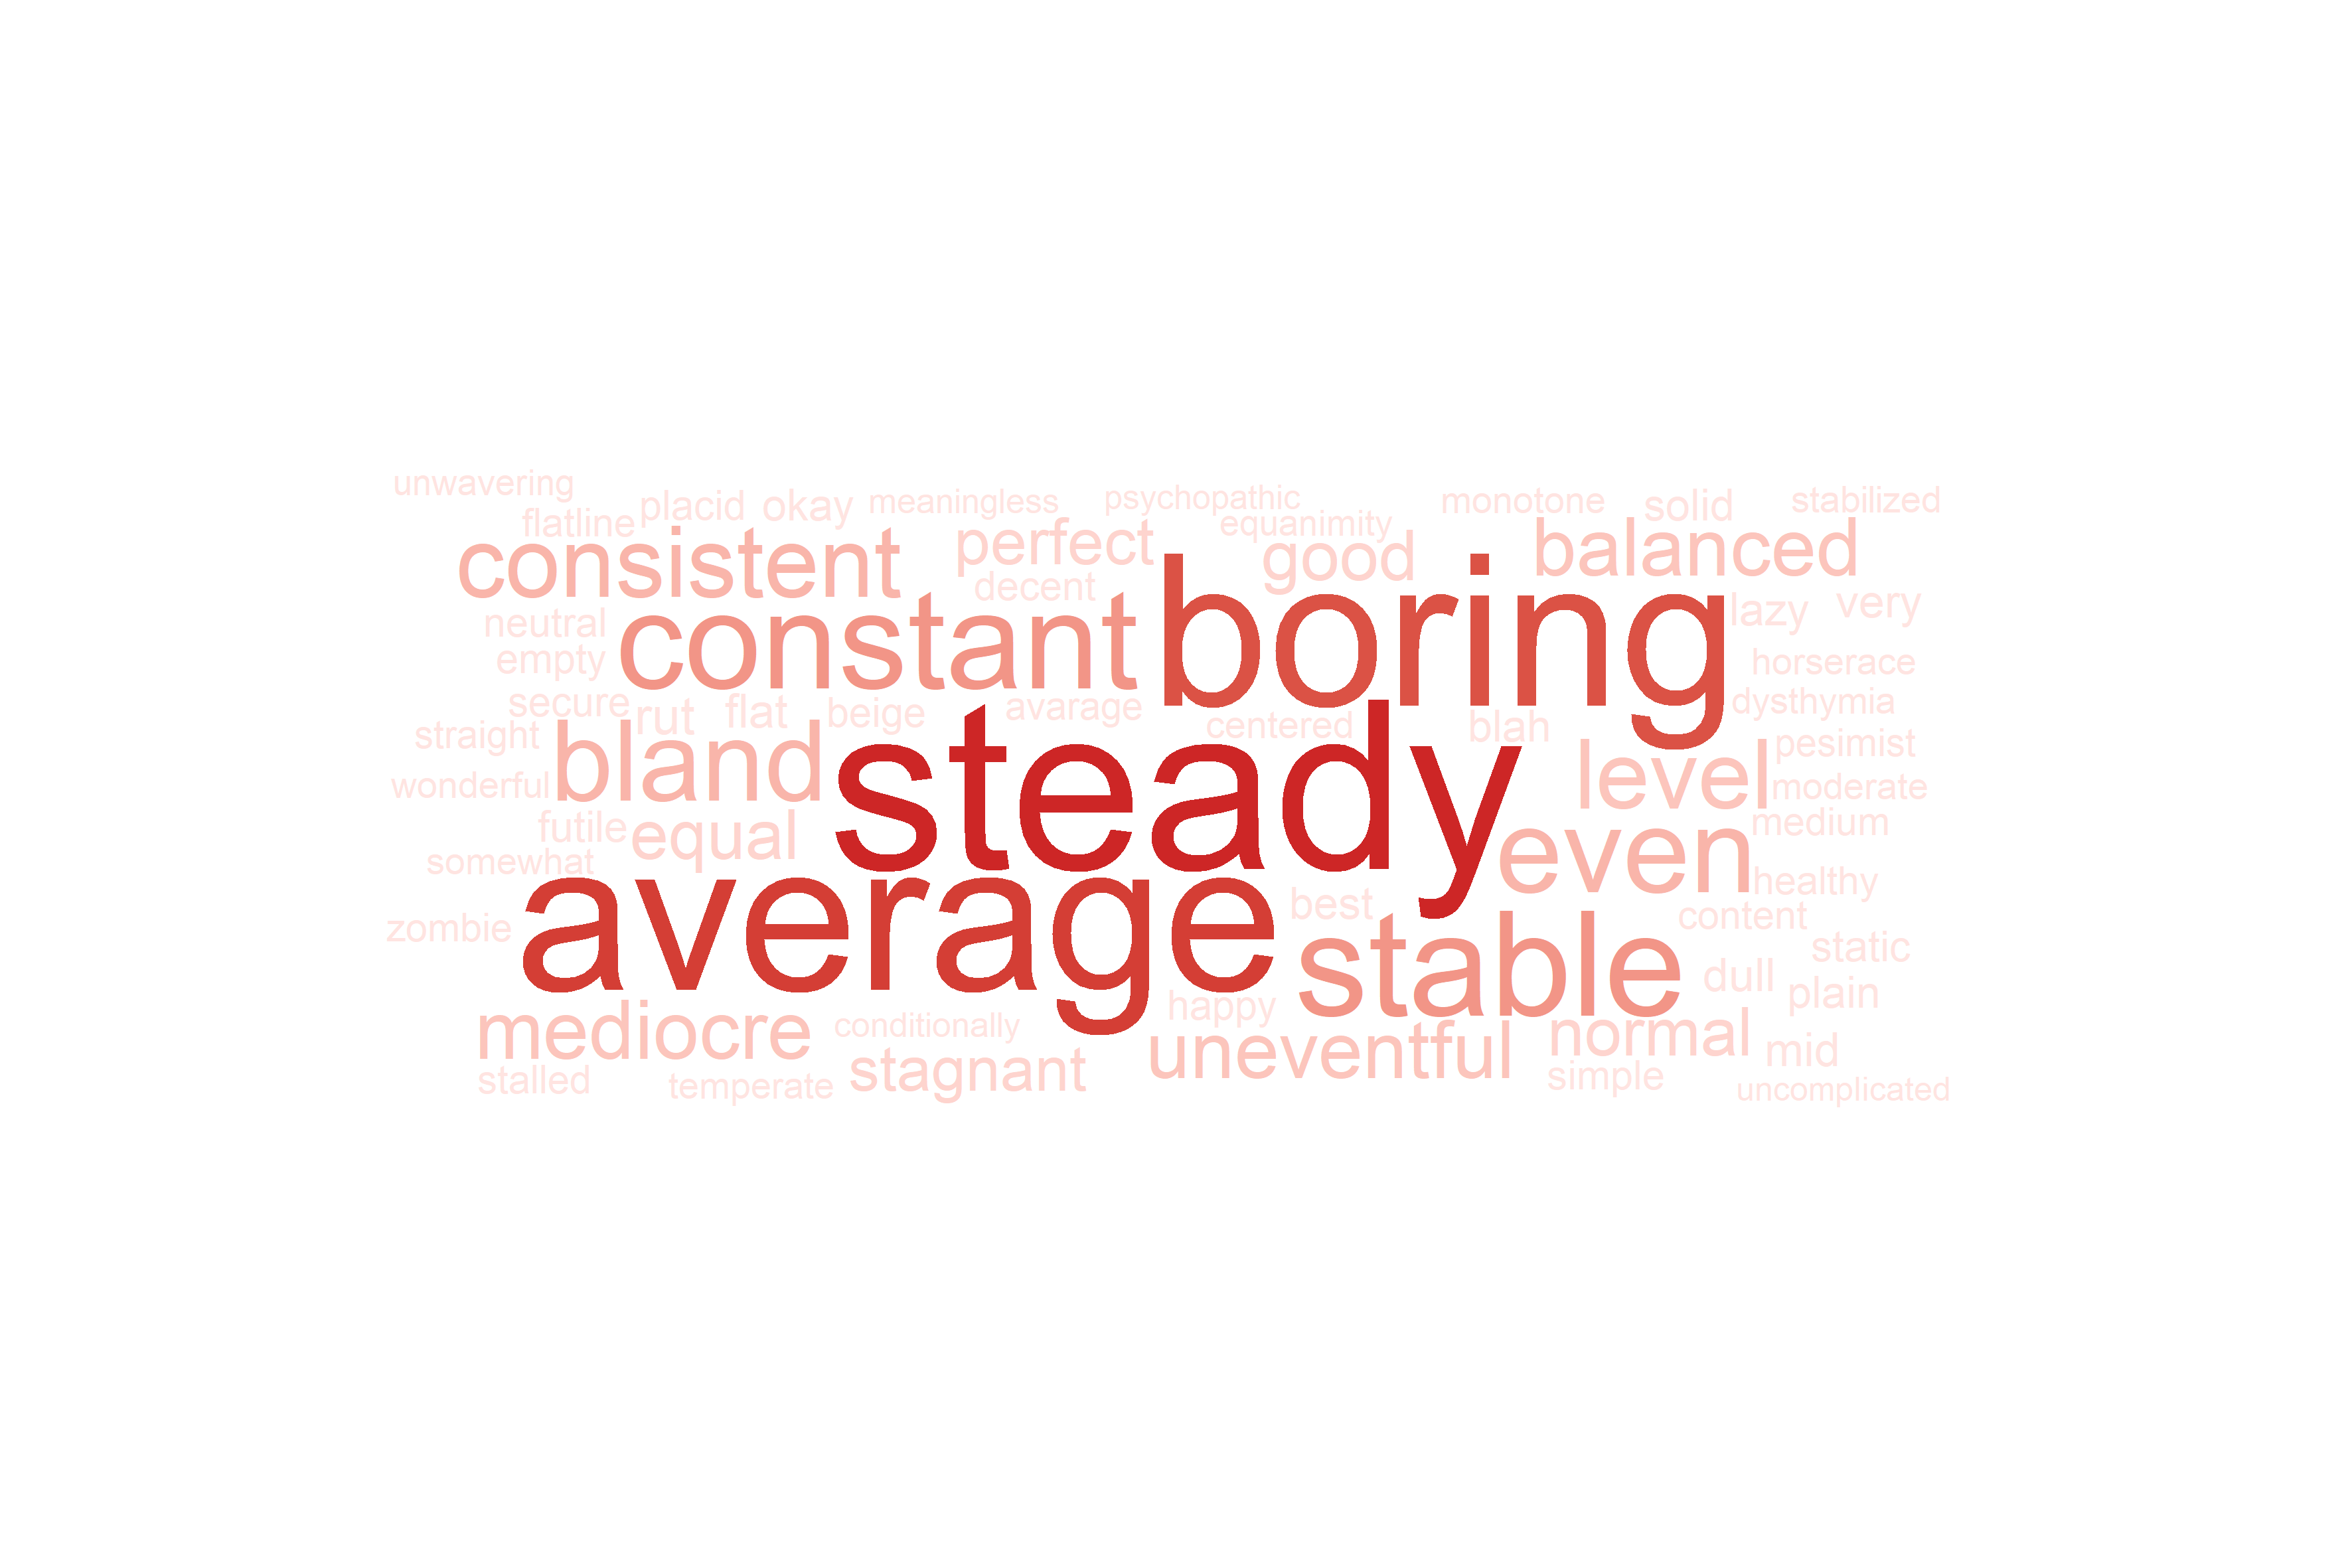 unwavering
placid okay meaningless psychopathic monotone solid stabilized
flatline equanimity
consistent perfect good balanced
decent
neutral constant boring lazy very
empty horserace
secure rut flat beige avarage centered blah dysthymia
straight pesimist
wonderful bland steady level moderate
futile equal medium
somewhat even healthy
zombie average best stable content
static
dull plain
happy
mediocre conditionally uneventful normal mid
stalled temperate stagnant simple uncomplicated